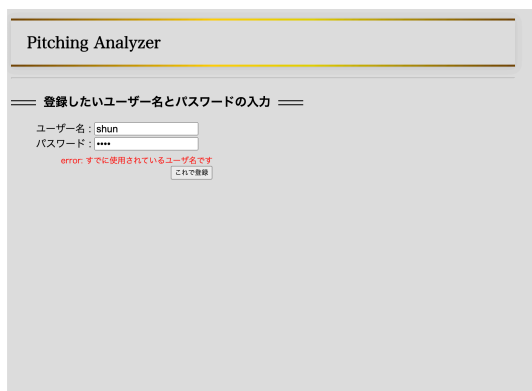 Pitching Analyzer
登録したいユーザー名とパスワードの入力
ユーザー名 : shun
パスワード : ••••
error: すでに使用されているユーザ名です
これで登録